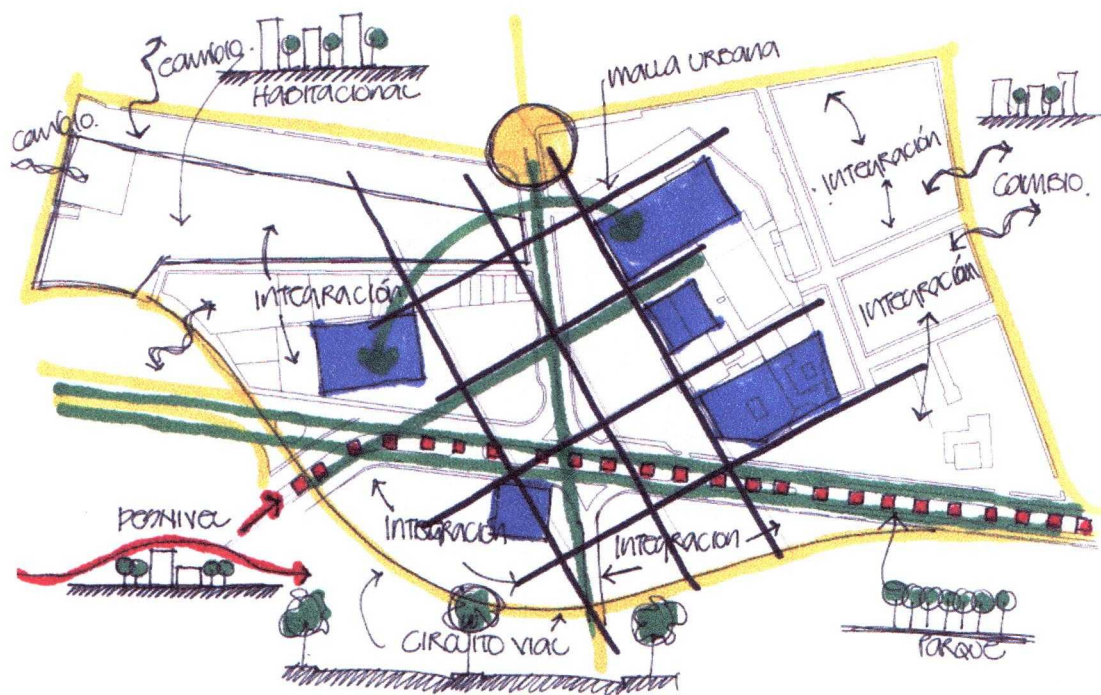 cambio.
HABITACIONAL
MALLA URBANA
cambio.
INTEGRACIÓN
CAMBIO.
INTEGRACIÓN
INTEGRACIÓN
DESNIVEL
INTEGRACIÓN
INTEGRACION
CIRCUITO VIAL
PARQUE